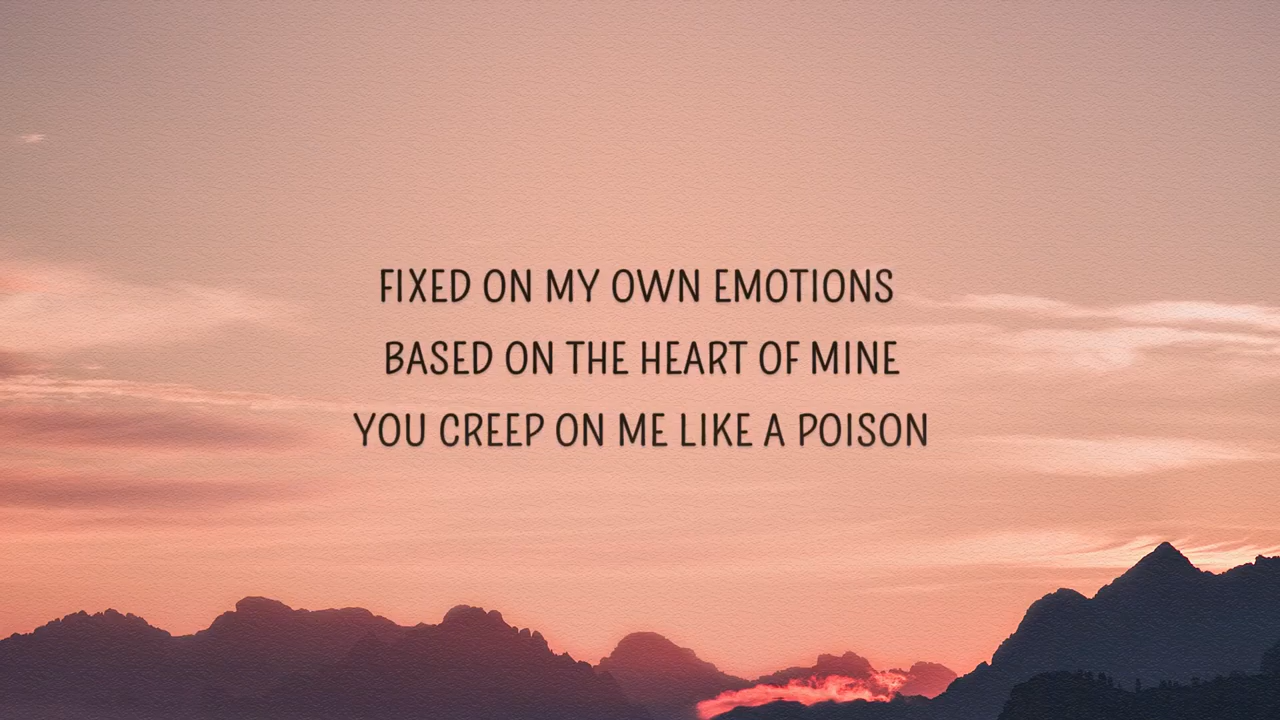 FIXED ON MY OWN EMOTIONS
BASED ON THE HEART OF MINE
YOU CREEP ON ME LIKE A POISON